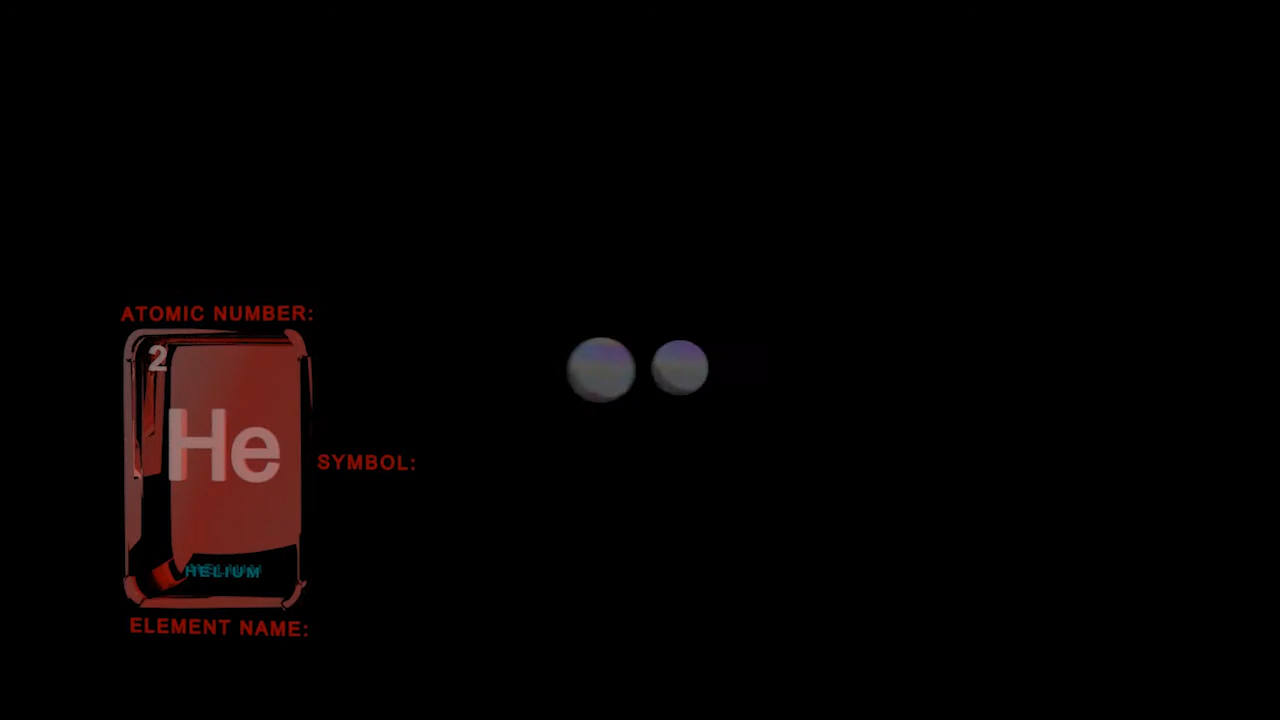 ATOMIC NUMBER:
2
He
SYMBOL:
HELIUM
ELEMENT NAME: